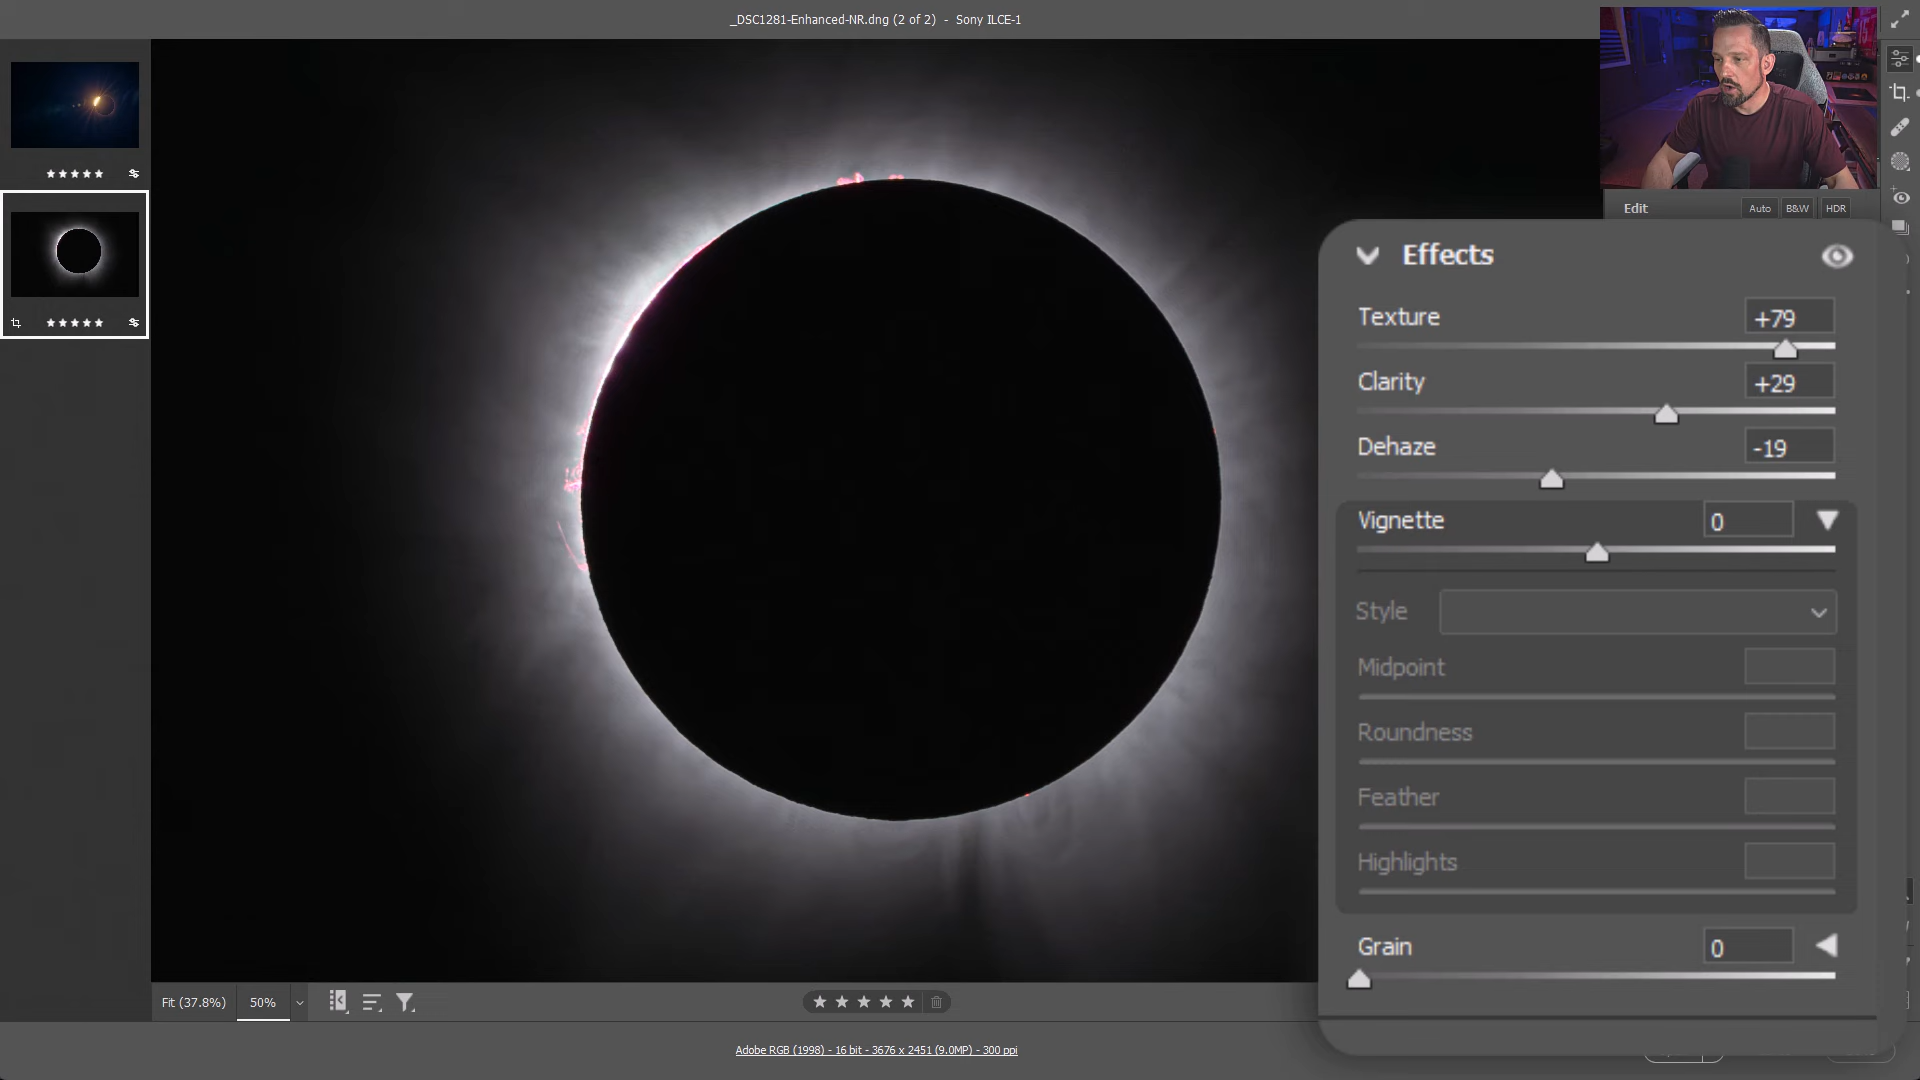 _DSC1281-Enhanced-NR.dng (2 of 2) - Sony ILCE-1
Edit
Auto
B&W
HDR
Effects
Texture
+79
Clarity
+29
Dehaze
-19
Vignette
0
Style
Midpoint
Roundness
Feather
Highlights
Grain
0
Fit (37.8%)
50%
Adobe RGB (1998) - 16 bit - 3676 x 2451 (9.0MP) - 300 ppi